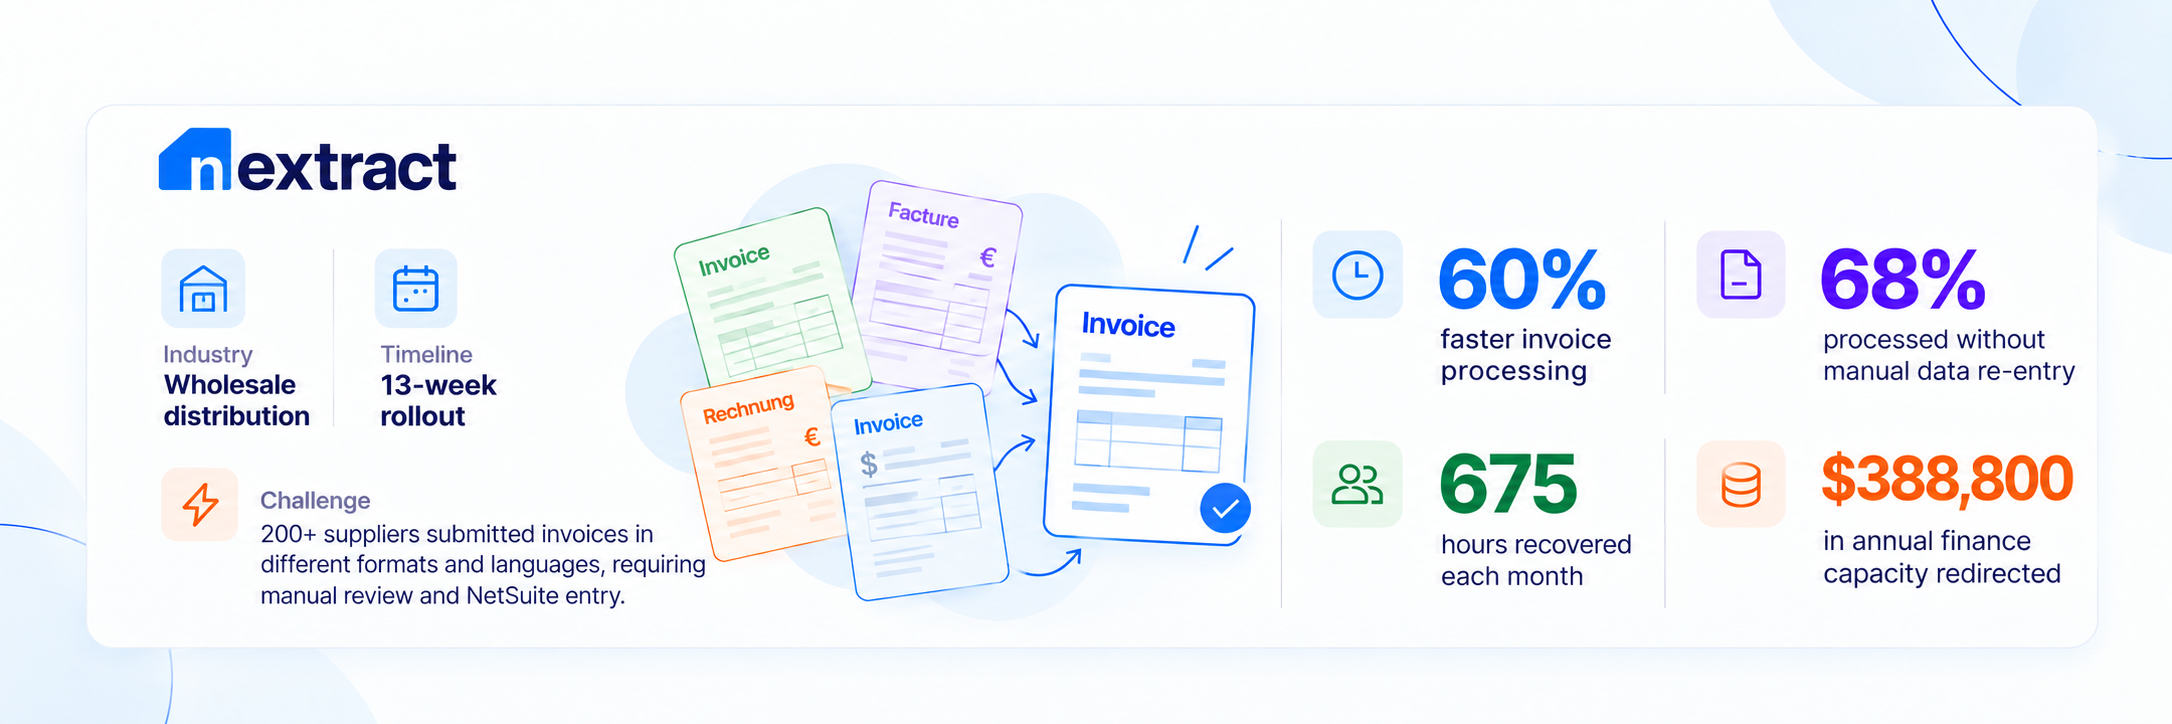 nextract
Industry
Wholesale
distribution
Timeline
13-week
rollout
Challenge
200+ suppliers submitted invoices in
different formats and languages, requiring
manual review and NetSuite entry.
Invoice
Facture
€
Rechnung
€
Invoice
$
Invoice
60%
faster invoice
processing
68%
processed without
manual data re-entry
675
hours recovered
each month
$388,800
in annual finance
capacity redirected